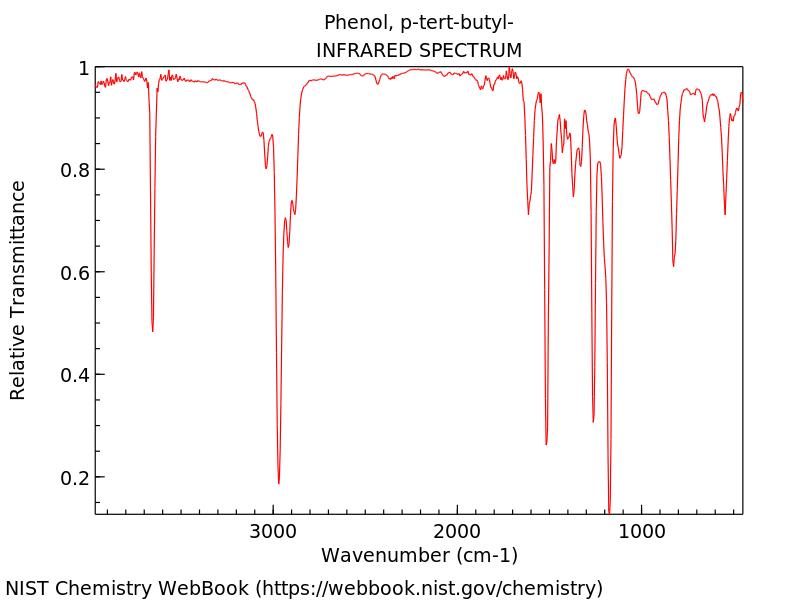 Phenol, p-tert-butyl-
INFRARED SPECTRUM
1
0.8
0.6
0.4
0.2
Relative Transmittance
3000 2000 1000
Wavenumber (cm-1)
NIST Chemistry WebBook (https://webbook.nist.gov/chemistry)